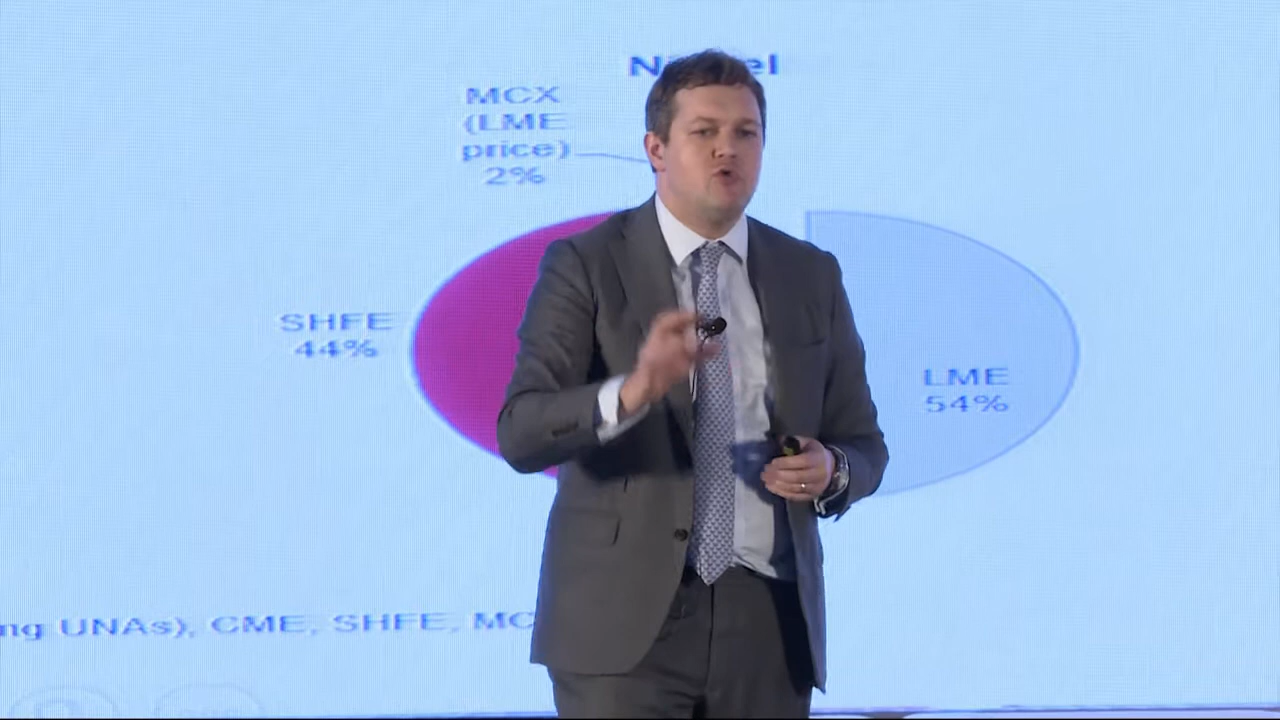 MCX
(LME
price)
2%
SHFE
44%
LME
54%
ng UNAs), CME, SHFE, MC